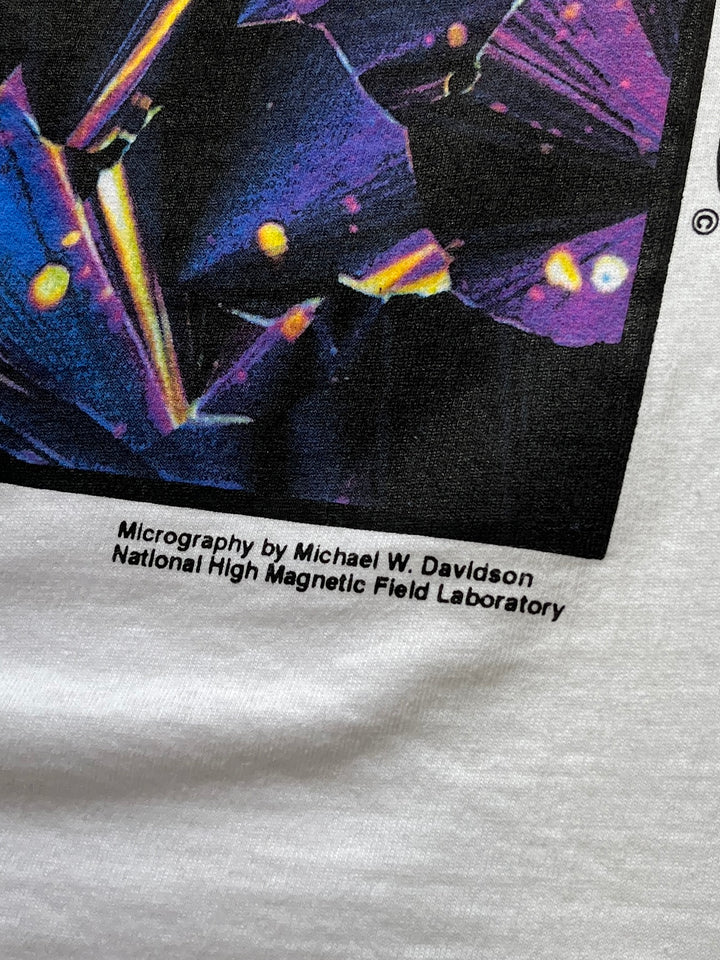 ©
Micrography by Michael W. Davidson
National High Magnetic Field Laboratory